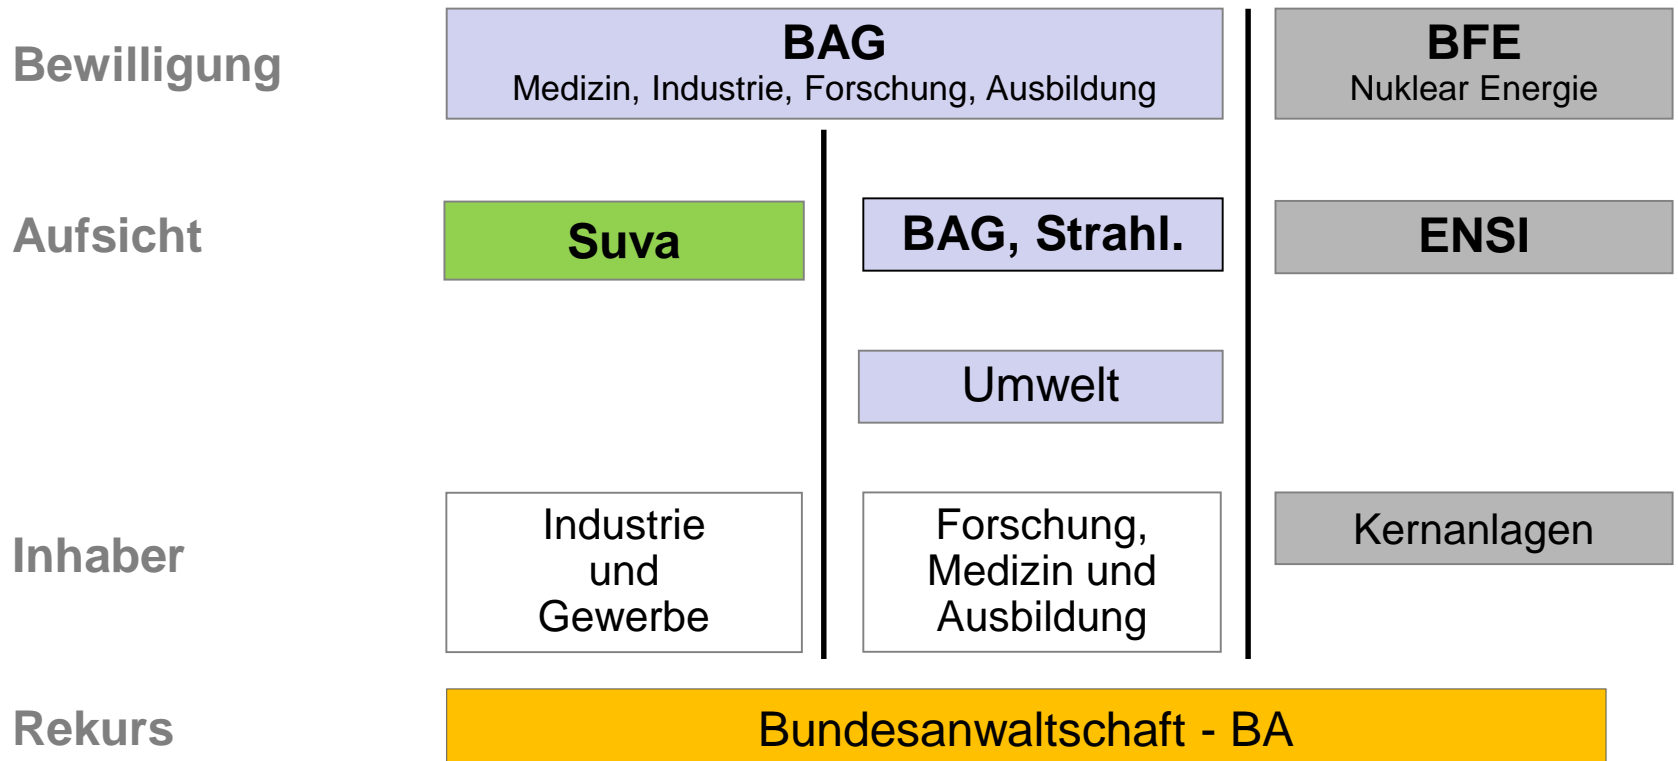 Bewilligung
BAG
Medizin, Industrie, Forschung, Ausbildung
BFE
Nuklear Energie
Aufsicht
Suva
BAG, Strahl.
ENSI
Umwelt
Inhaber
Industrie
und
Gewerbe
Forschung,
Medizin und
Ausbildung
Kernanlagen
Rekurs
Bundesanwaltschaft - BA